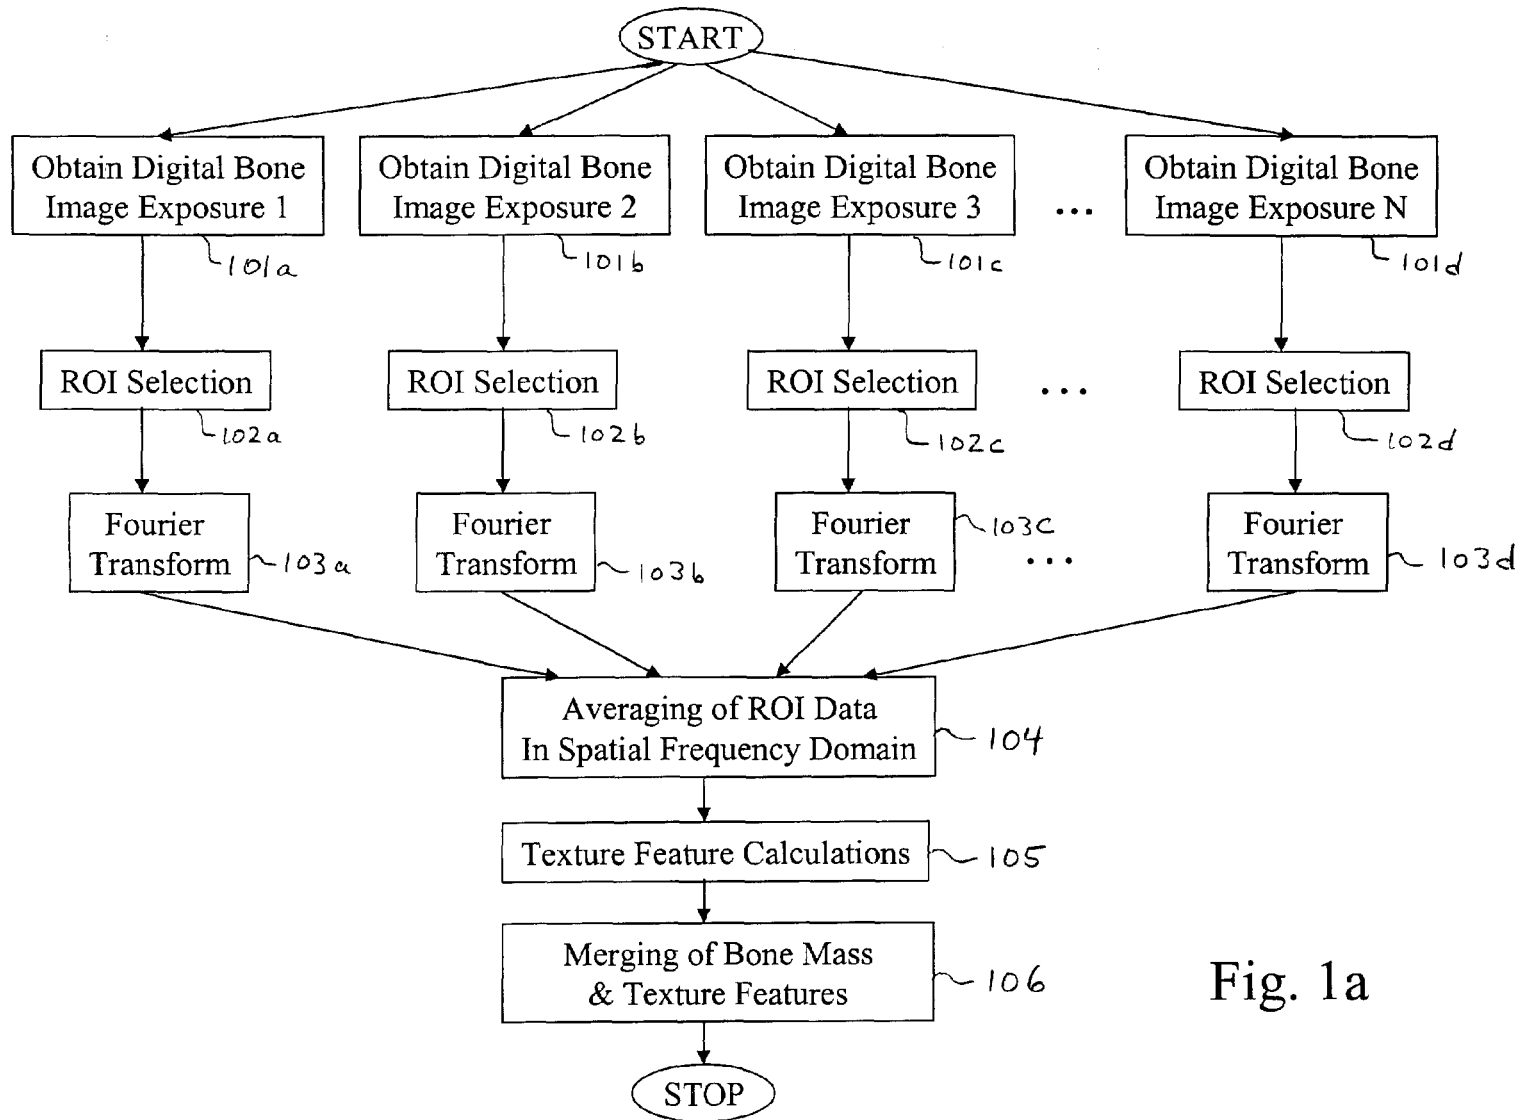 START
Obtain Digital Bone
Image Exposure 1
Obtain Digital Bone
Image Exposure 2
Obtain Digital Bone
Image Exposure 3
...
Obtain Digital Bone
Image Exposure N
101a
101b
101c
101d
ROI Selection
ROI Selection
ROI Selection
...
ROI Selection
102a
102b
102c
102d
Fourier
Transform
103a
Fourier
Transform
103b
Fourier
Transform
103c
...
Fourier
Transform
103d
Averaging of ROI Data
In Spatial Frequency Domain
104
Texture Feature Calculations
105
Merging of Bone Mass
& Texture Features
106
Fig. 1a
STOP